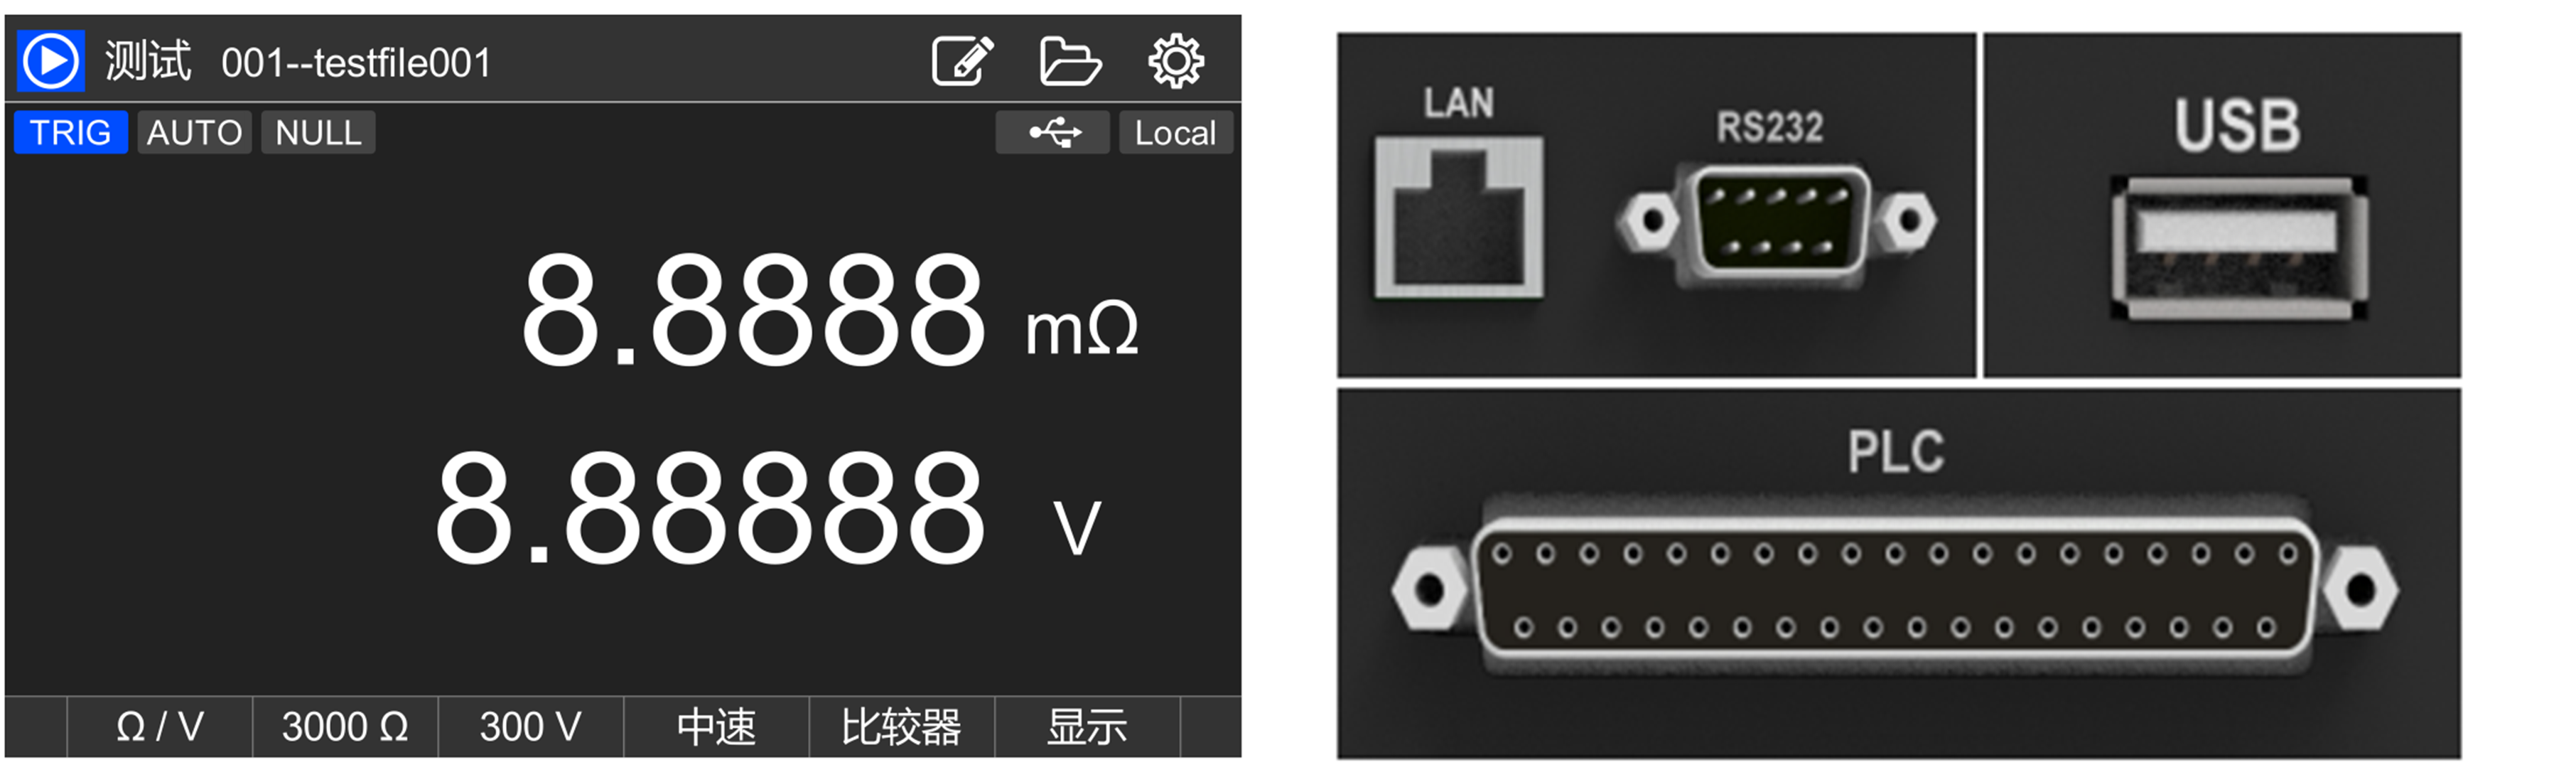 测试 001--testfile001
TRIG AUTO NULL Local
8.8888 mΩ
8.88888 V
Ω / V 3000 Ω 300 V 中速 比较器 显示
LAN
RS232
USB
PLC